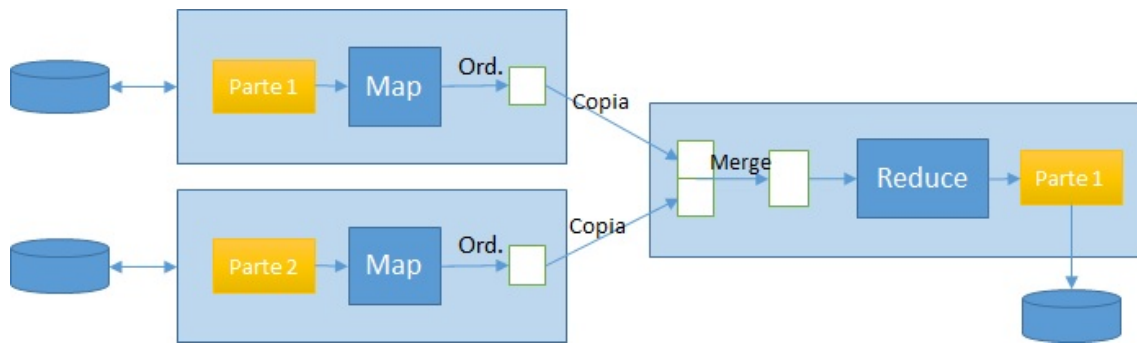 Parte 1
Map
Ord.
Copia
Parte 2
Map
Ord.
Copia
Merge
Reduce
Parte 1